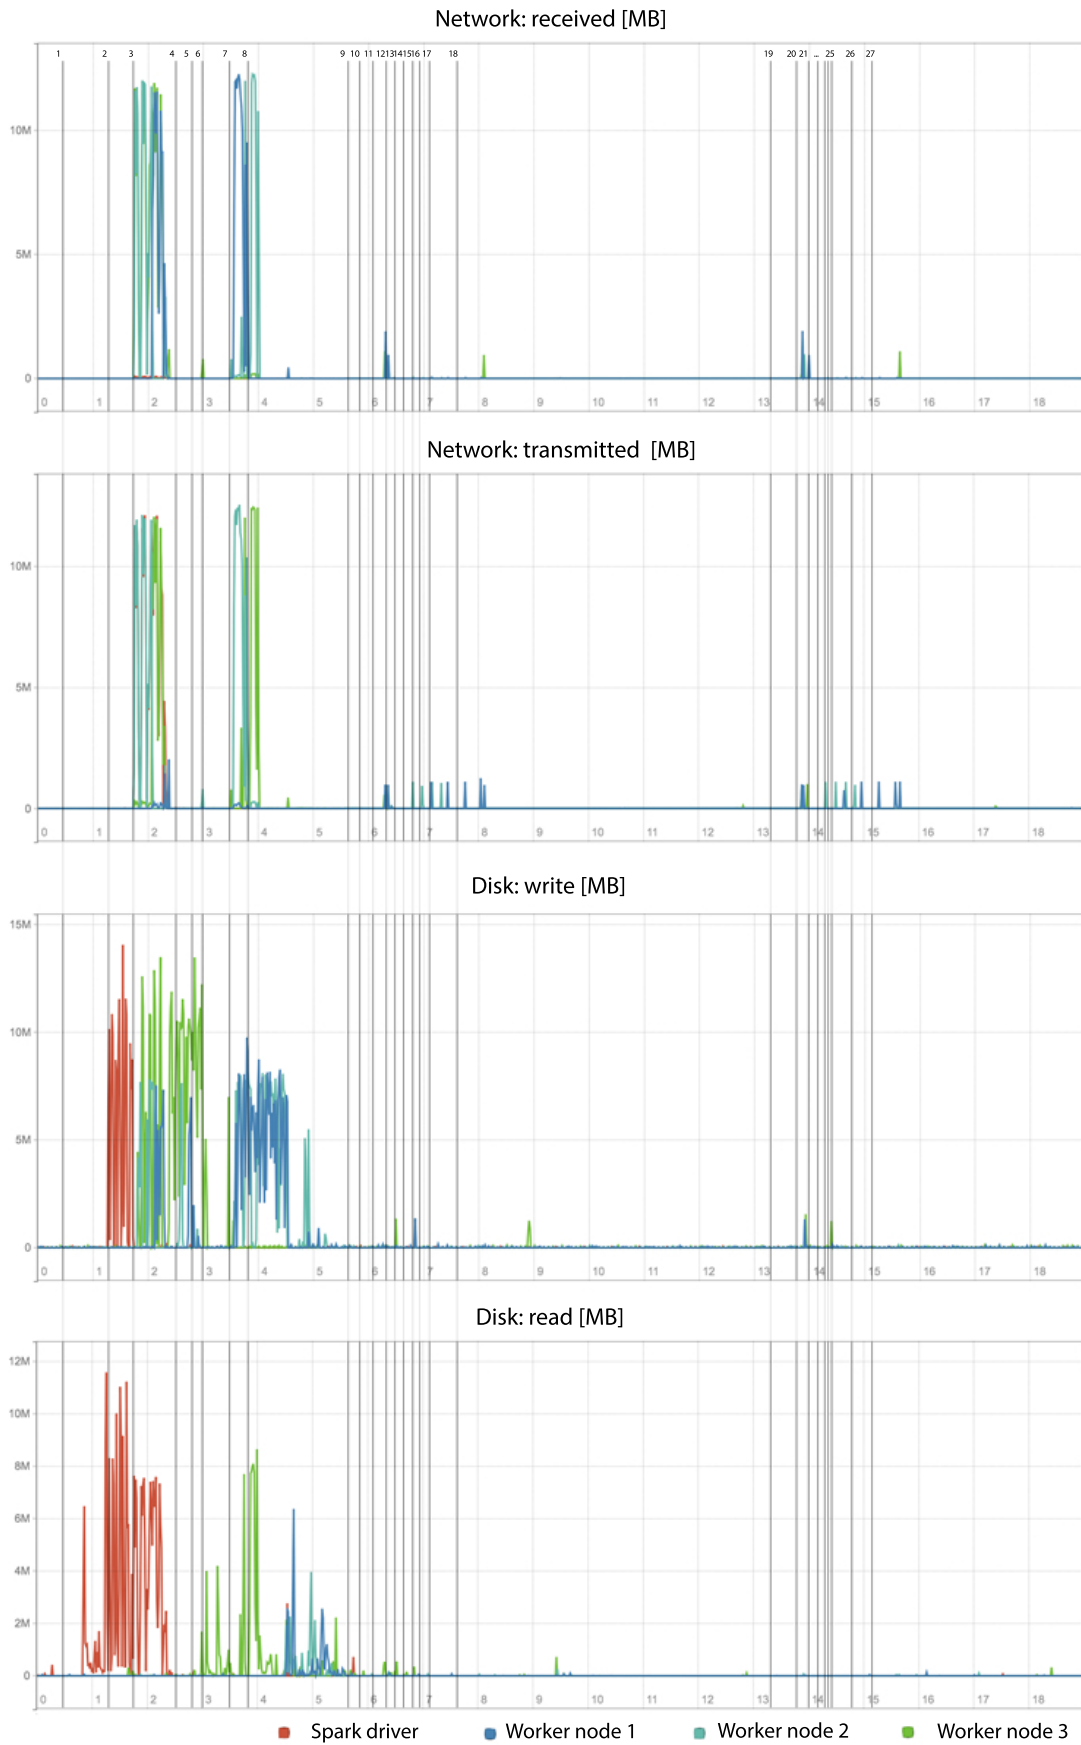 Network: received [MB]
1 2 3 4 5 6 7 8 9 10 11 12 13 14 15 16 17 18 19 20 21 ... 25 26 27
10M
5M
0
0 1 2 3 4 5 6 7 8 9 10 11 12 13 14 15 16 17 18
Network: transmitted [MB]
10M
5M
0
0 1 2 3 4 5 6 7 8 9 10 11 12 13 14 15 16 17 18
Disk: write [MB]
15M
10M
5M
0
0 1 2 3 4 5 6 7 8 9 10 11 12 13 14 15 16 17 18
Disk: read [MB]
12M
10M
8M
6M
4M
2M
0
0 1 2 3 4 5 6 7 8 9 10 11 12 13 14 15 16 17 18
Spark driver Worker node 1 Worker node 2 Worker node 3